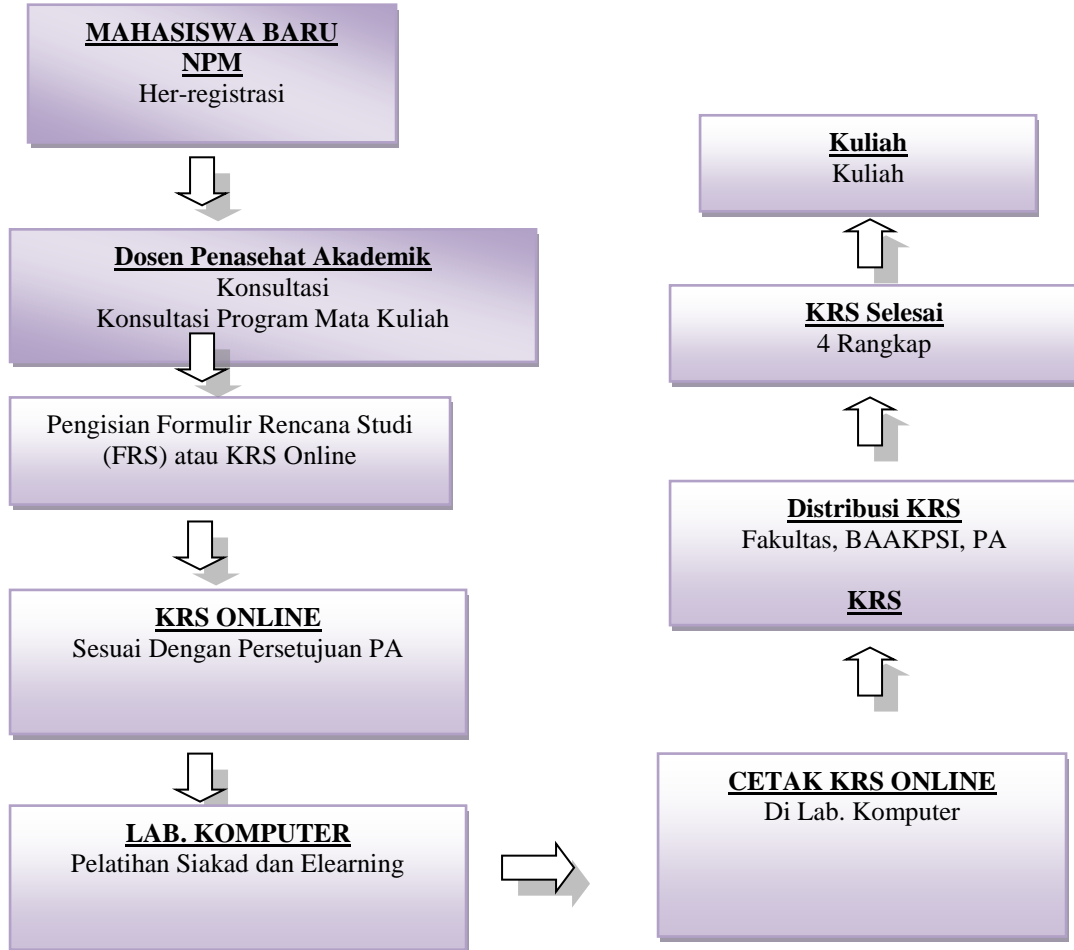 MAHASISWA BARU
NPM
Her-registrasi
Dosen Penasehat Akademik
Konsultasi
Konsultasi Program Mata Kuliah
Pengisian Formulir Rencana Studi
(FRS) atau KRS Online
KRS ONLINE
Sesuai Dengan Persetujuan PA
LAB. KOMPUTER
Pelatihan Siakad dan Elearning
CETAK KRS ONLINE
Di Lab. Komputer
Distribusi KRS
Fakultas, BAAKPSI, PA
KRS
KRS Selesai
4 Rangkap
Kuliah
Kuliah